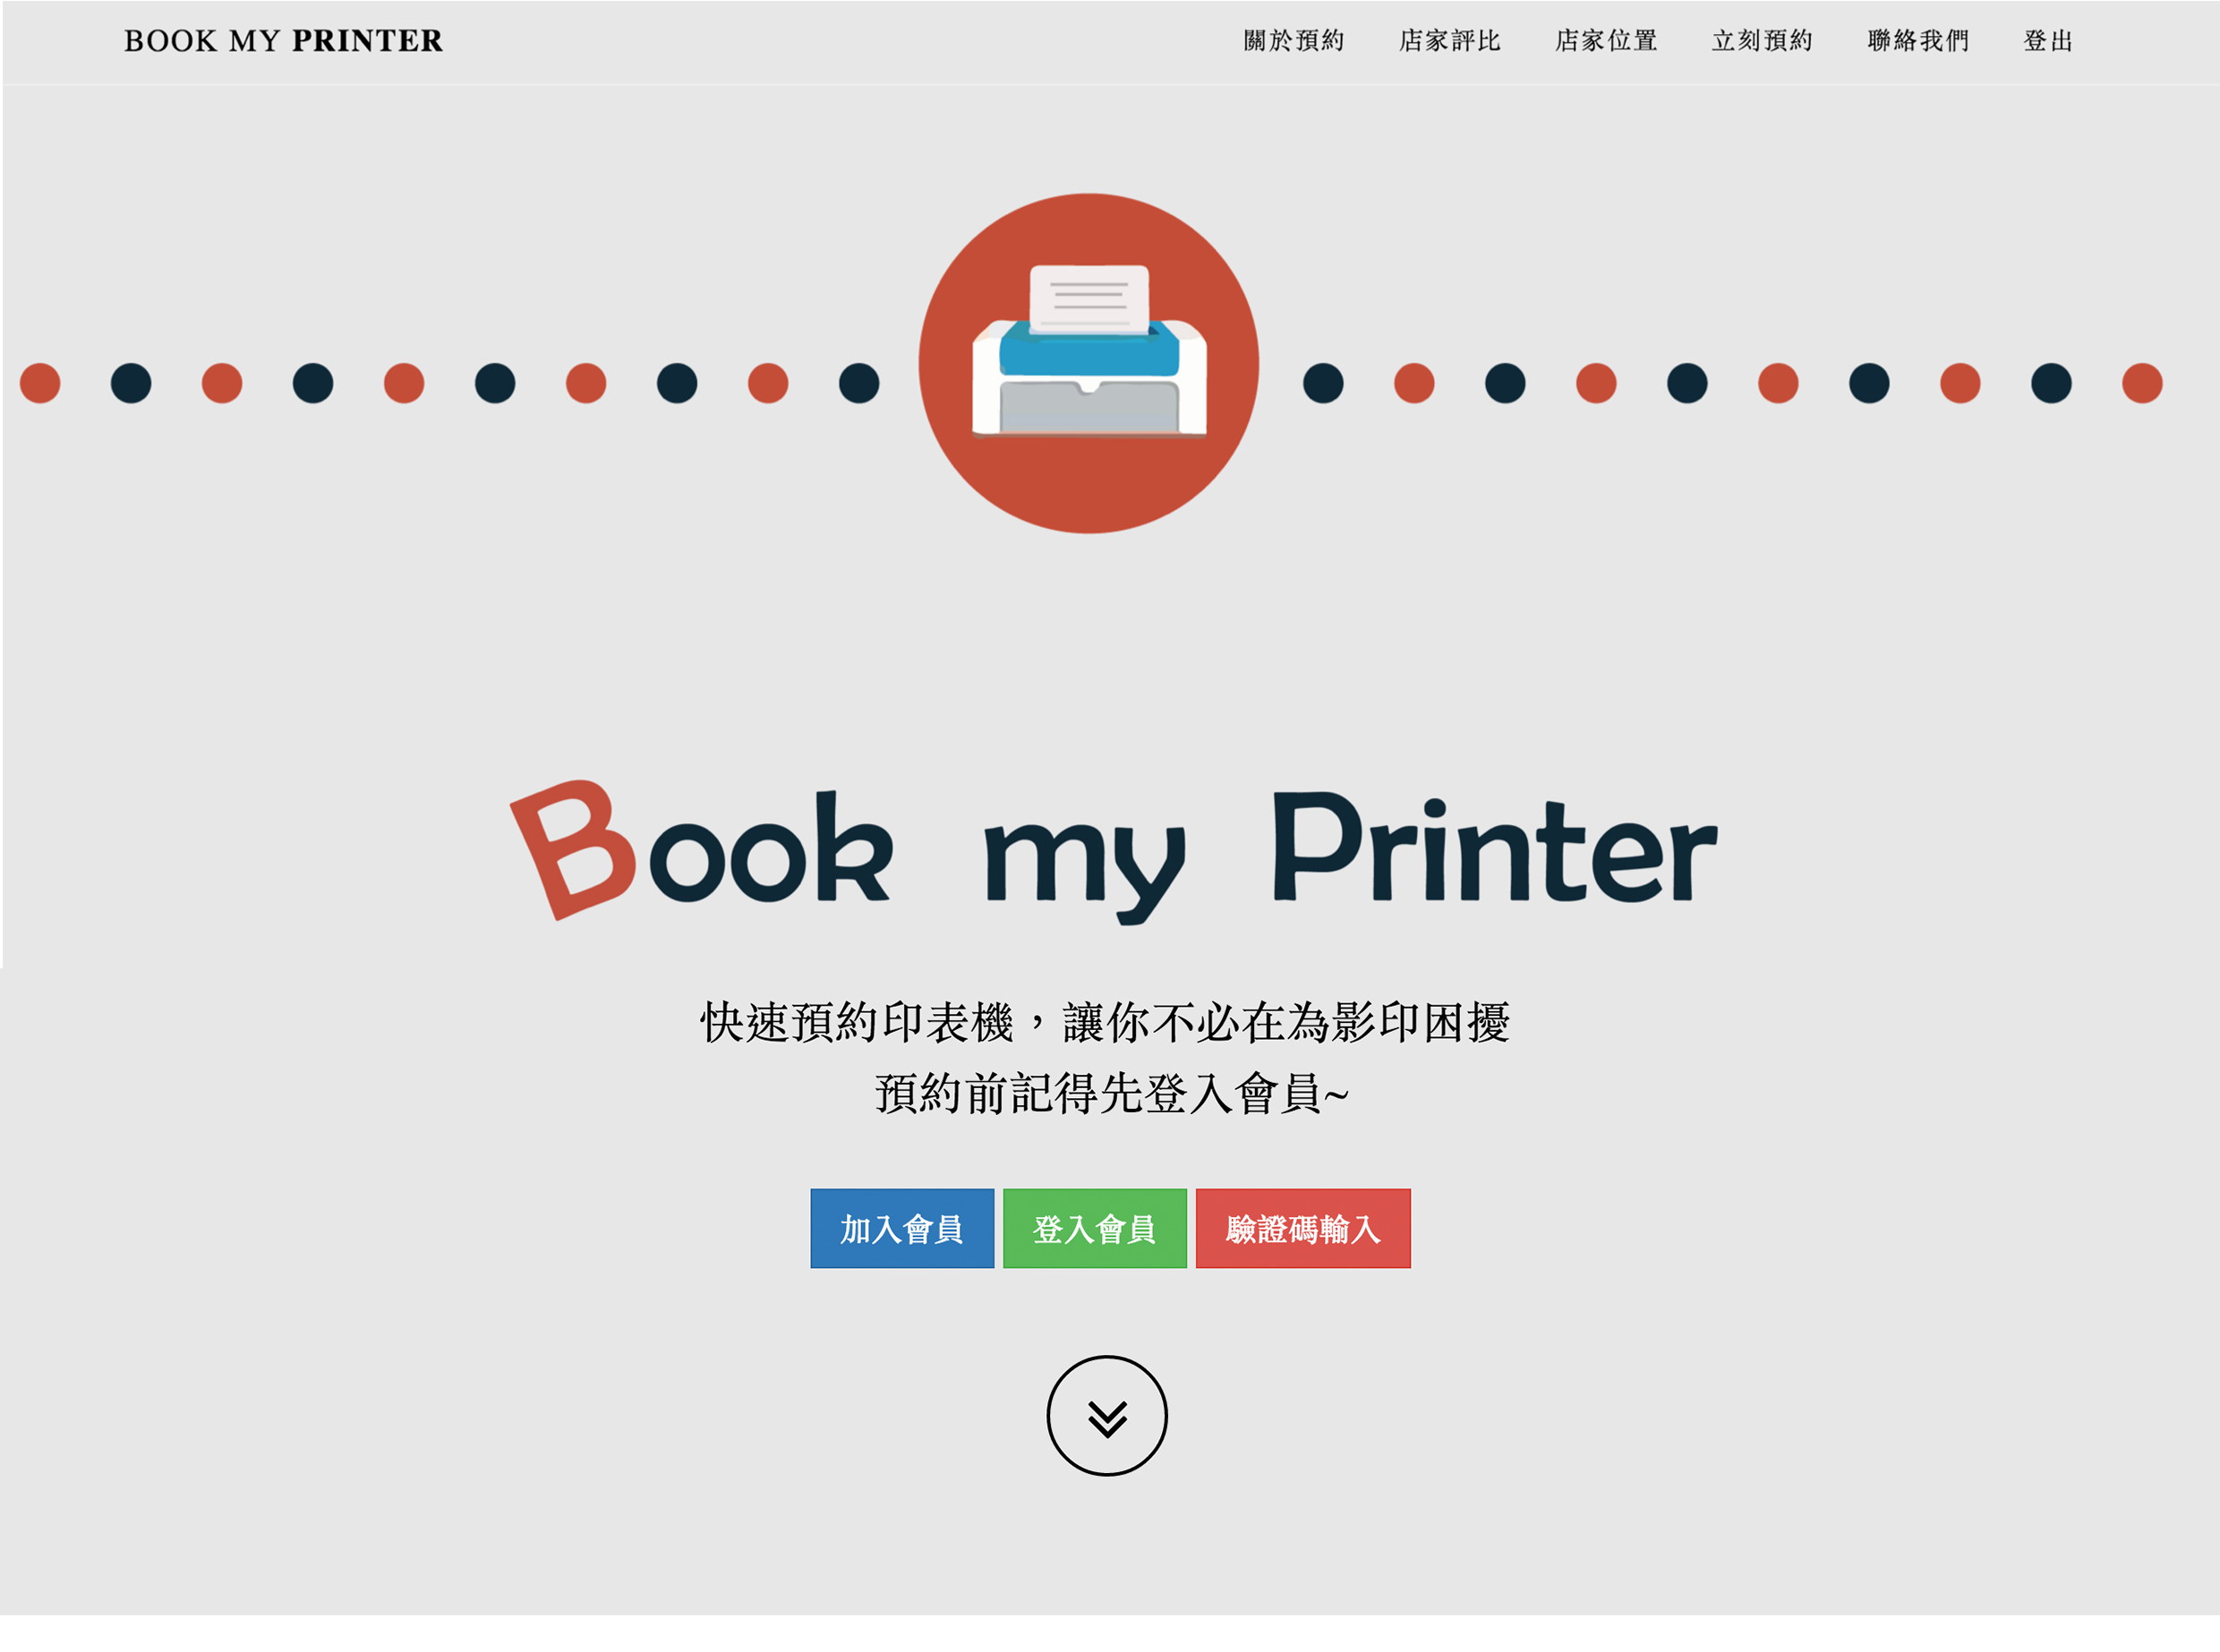 BOOK MY PRINTER
關於預約 店家評比 店家位置 立刻預約 聯絡我們 登出
Book my Printer
快速預約印表機，讓你不必在為影印困擾
預約前記得先登入會員~
加入會員 登入會員 驗證碼輸入